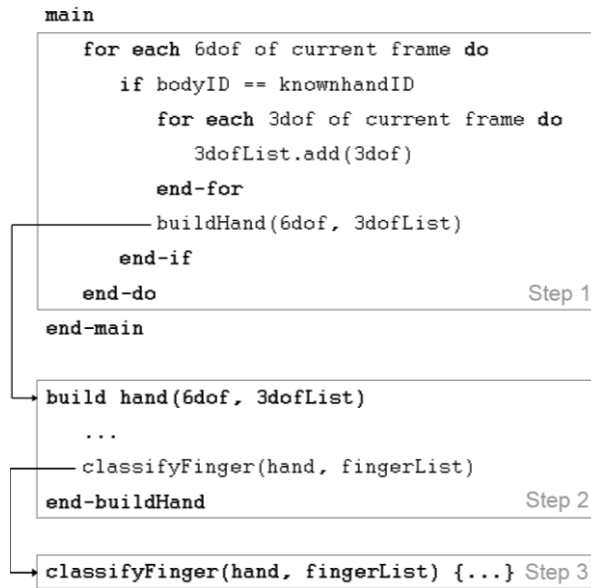 main
for each 6dof of current frame do
if bodyID == knownhandID
for each 3dof of current frame do
3dofList.add(3dof)
end-for
buildHand(6dof, 3dofList)
end-if
end-do
Step 1
end-main
build hand(6dof, 3dofList)
...
classifyFinger(hand, fingerList)
end-buildHand
Step 2
classifyFinger(hand, fingerList) {...} Step 3